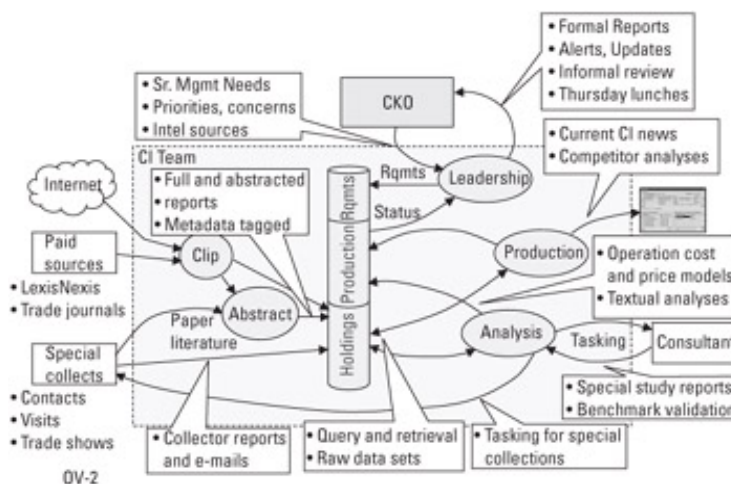 • Formal Reports
• Alerts, Updates
• Informal review
• Thursday lunches
• Sr. Mgmt Needs
• Priorities, concerns
• Intel sources
CKO
• Current CI news
• Competitor analyses
CI Team
Internet
• Full and abstracted
• reports
• Metadata tagged
Rqmts
Leadership
Status
Rqmts
Production
Holdings
Paid
sources
• LexisNexis
• Trade journals
Clip
Production
• Operation cost
and price models
• Textual analyses
Abstract
Paper
literature
Analysis
Tasking
Consultant
Special
collects
• Contacts
• Visits
• Trade shows
• Special study reports
• Benchmark validation
• Collector reports
and e-mails
• Query and retrieval
• Raw data sets
• Tasking for special
collections
OV-2